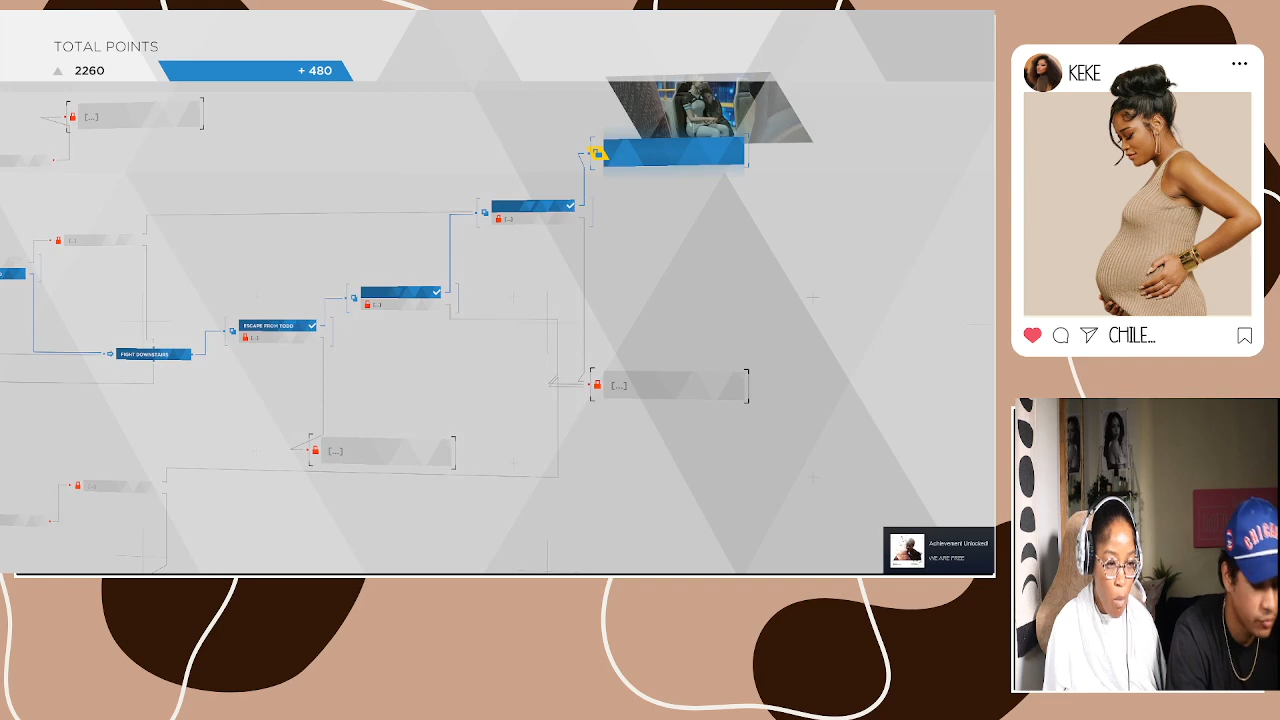 TOTAL POINTS
2260
+ 480
[...]
[...]
[...]
[...]
ESCAPE FROM TODD
[...]
FIGHT DOWNSTAIRS
[...]
[...]
[...]
Achievement Unlocked!
WE ARE FREE
KEKE
CHILE...